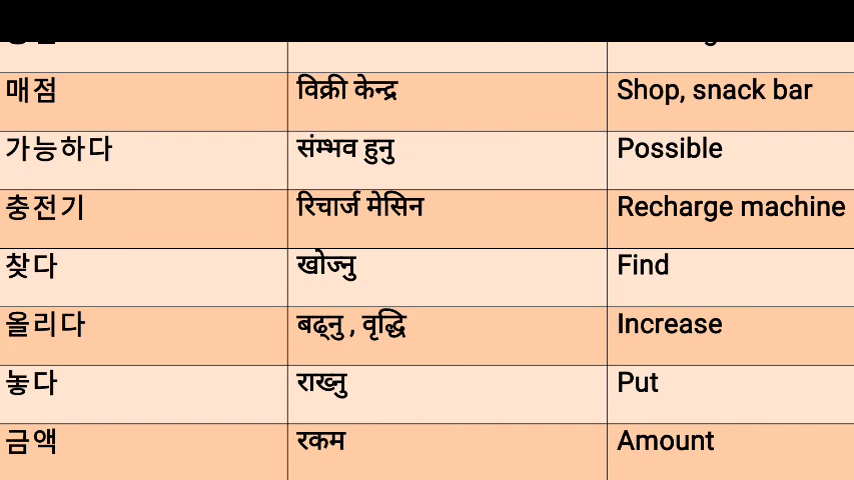 매점 विक्री केन्द्र Shop, snack bar
가능하다 संम्भव हुनु Possible
충전기 रिचार्ज मेसिन Recharge machine
찾다 खोज्नु Find
올리다 बढ्नु , वृद्धि Increase
놓다 राख्नु Put
금액 रकम Amount